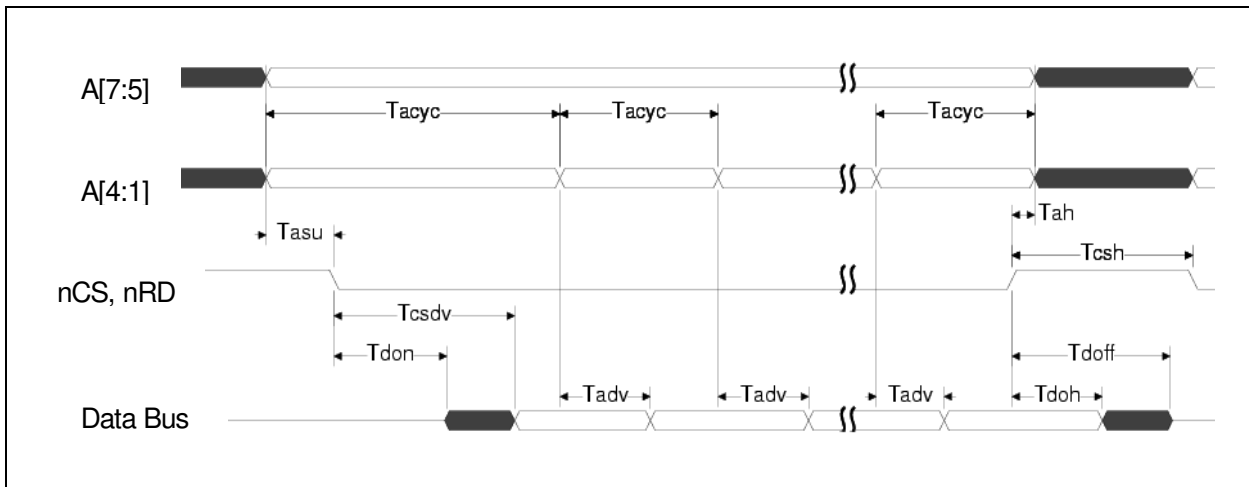 A[7:5]
Tacyc Tacyc Tacyc
A[4:1]
Tah
Tasu
Tcsh
nCS, nRD
Tcsdv
Tdon Tdoff
Tadv Tadv Tadv Tdoh
Data Bus